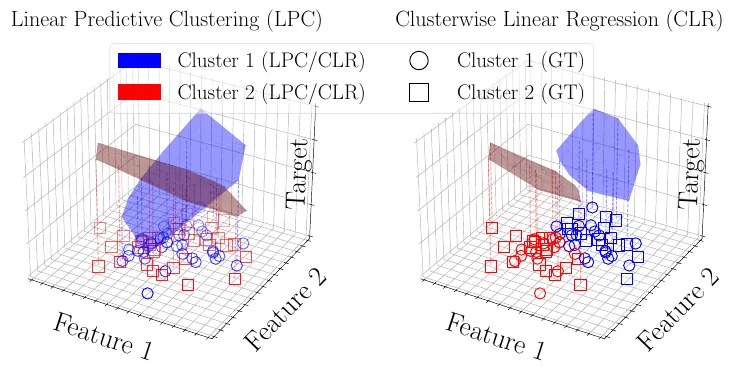 Linear Predictive Clustering (LPC)
Clusterwise Linear Regression (CLR)
Cluster 1 (LPC/CLR)
Cluster 2 (LPC/CLR)
Cluster 1 (GT)
Cluster 2 (GT)
Target
Feature 1
Feature 2
Target
Feature 1
Feature 2